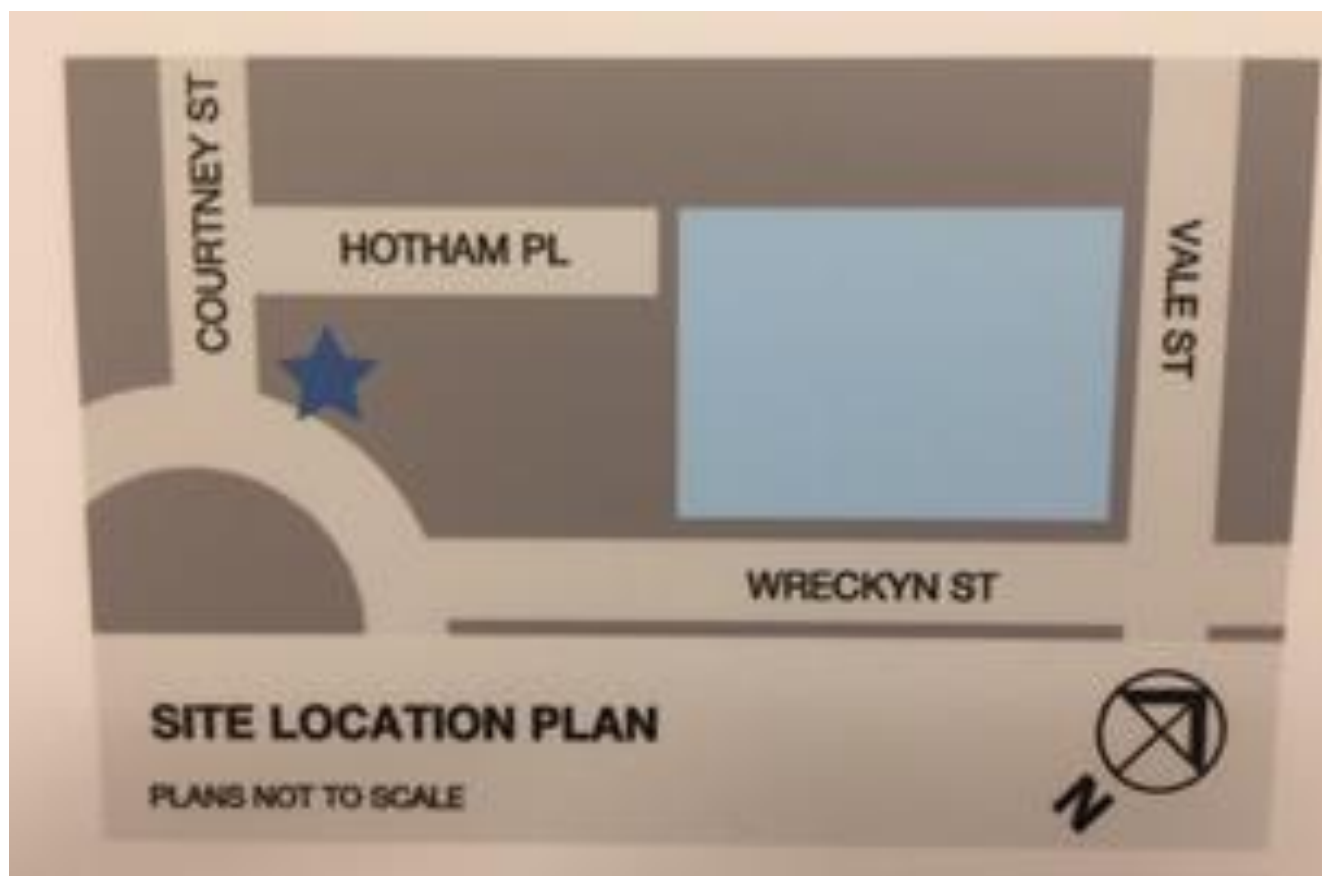 COURTNEY ST
HOTHAM PL
VALE ST
WRECKYN ST
SITE LOCATION PLAN
PLANS NOT TO SCALE
N